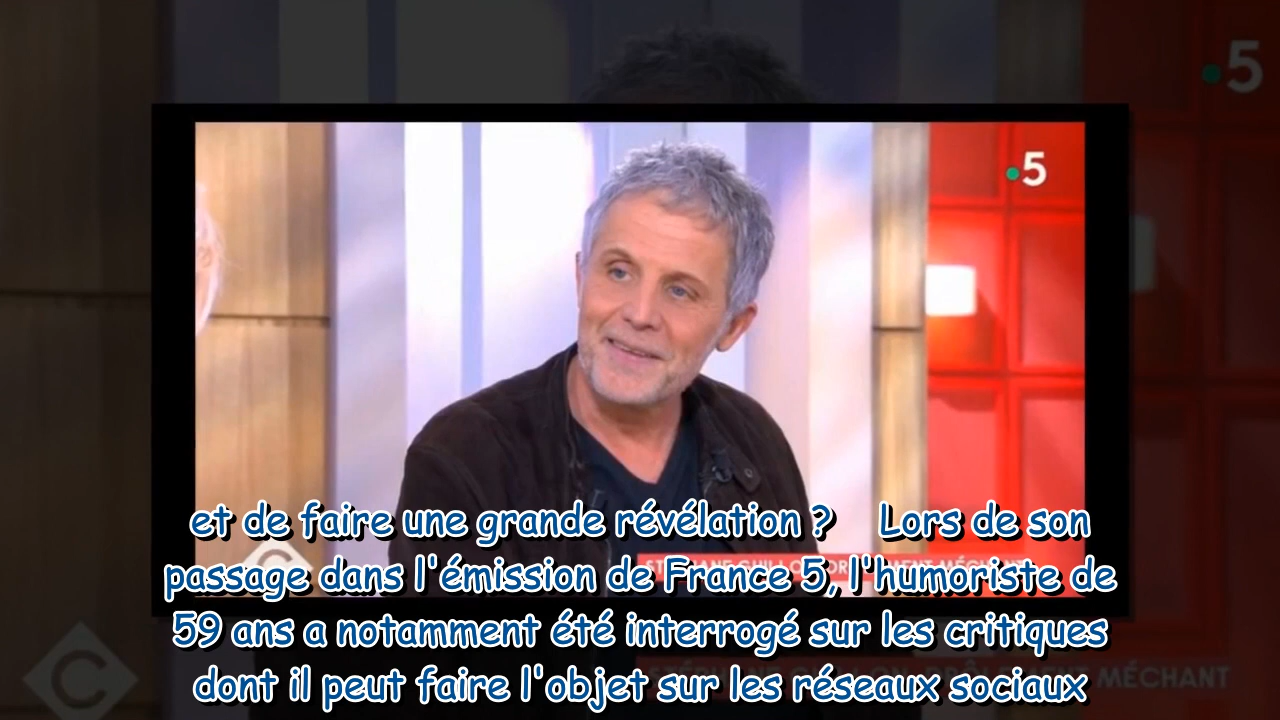 5
5
et de faire une grande révélation ? Lors de son
passage dans l'émission de France 5, l'humoriste de
59 ans a notamment été interrogé sur les critiques
dont il peut faire l'objet sur les réseaux sociaux
MÉCHANT
C